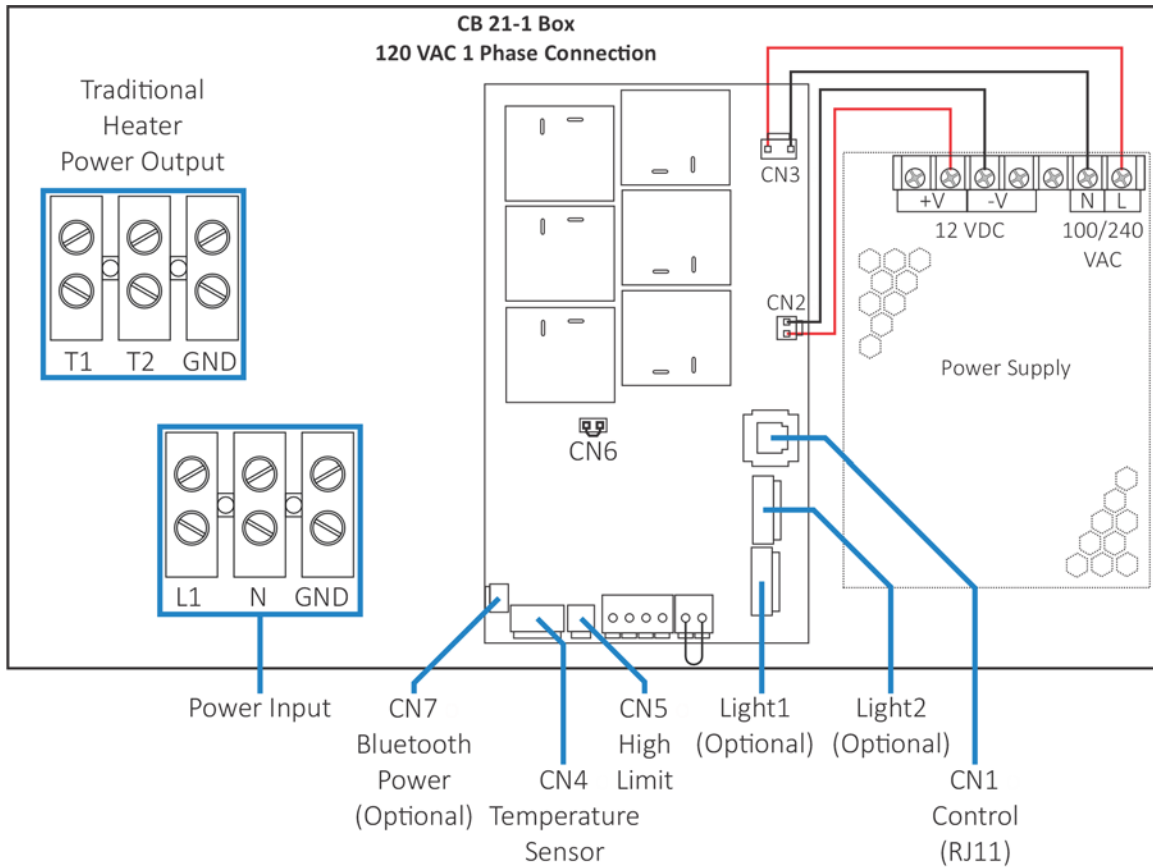 CB 21-1 Box
120 VAC 1 Phase Connection
Traditional
Heater
Power Output
T1 T2 GND
CN3
+V -V N L
12 VDC 100/240
VAC
CN2
Power Supply
CN6
L1 N GND
Power Input
CN7
Bluetooth
Power
(Optional)
CN4
Temperature
Sensor
CN5
High
Limit
Light1
(Optional)
Light2
(Optional)
CN1
Control
(RJ11)